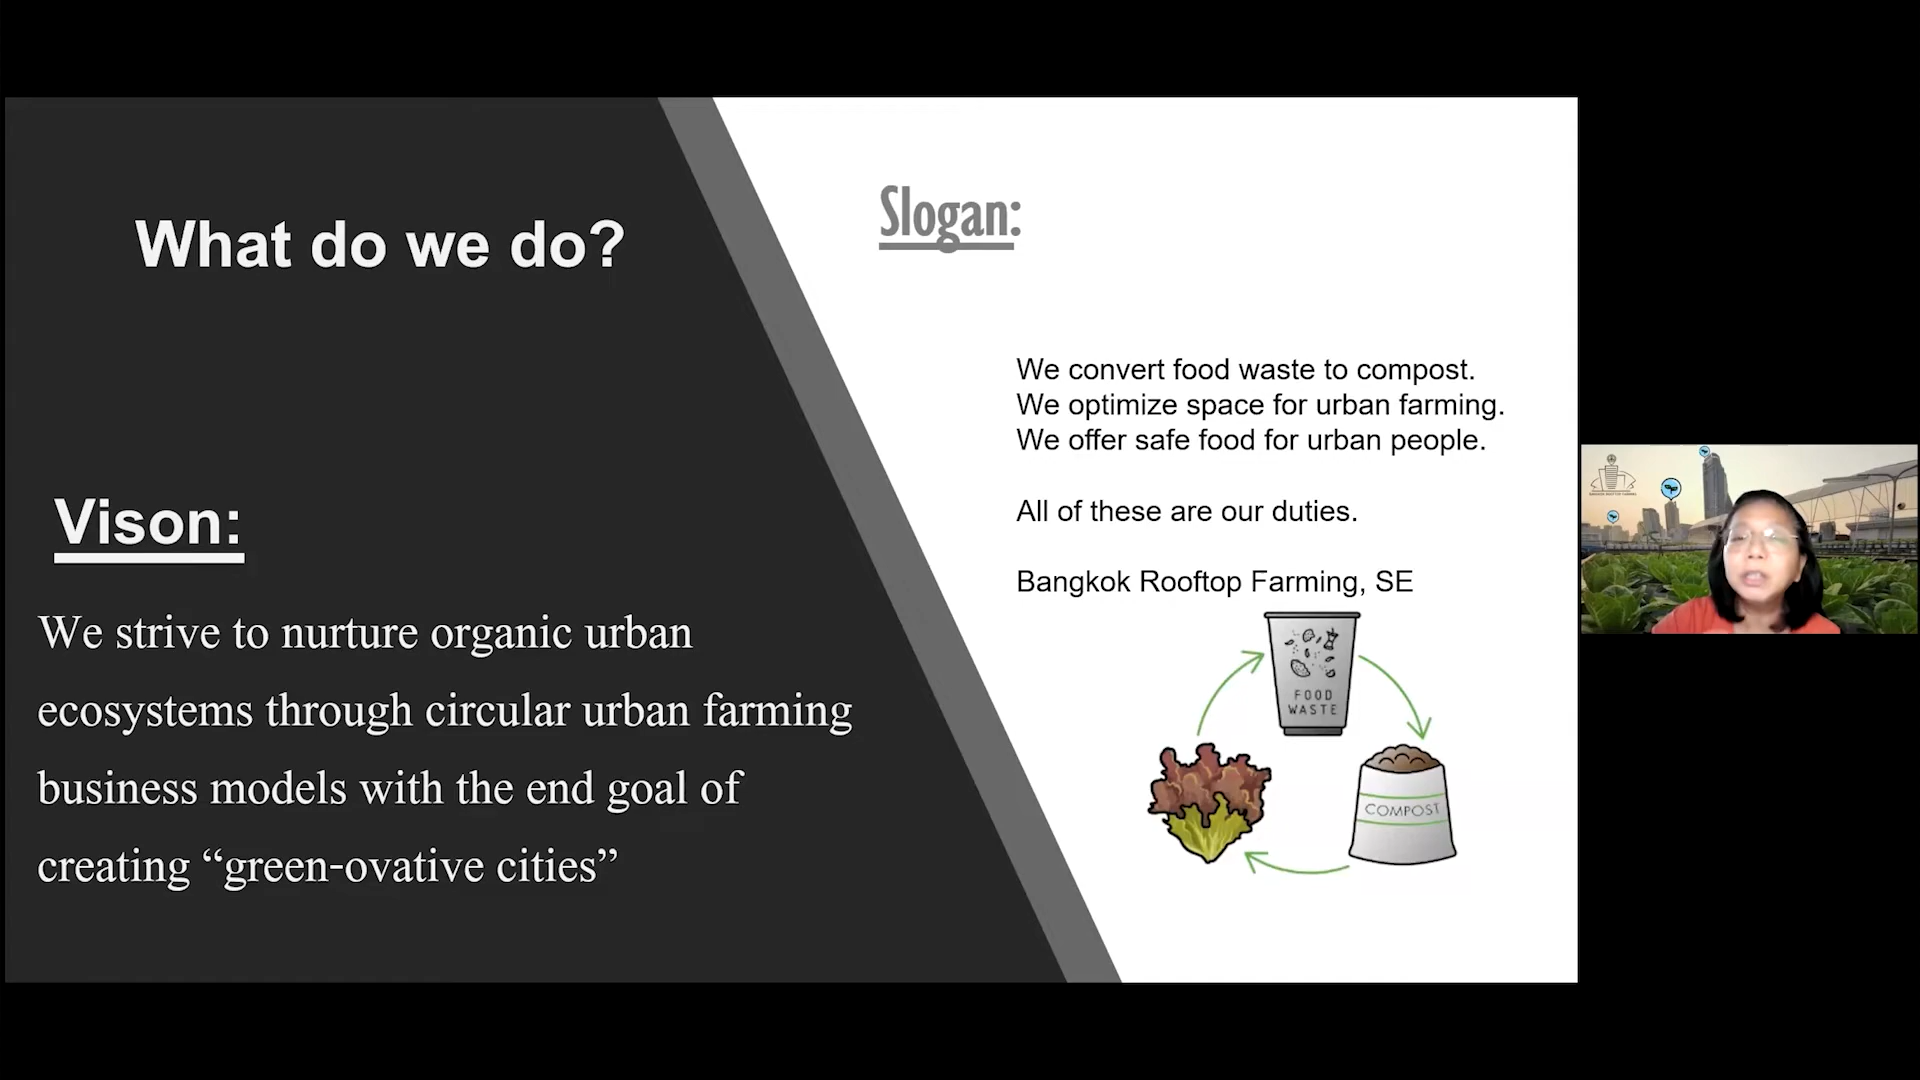 What do we do?
Vison:
We strive to nurture organic urban
ecosystems through circular urban farming
business models with the end goal of
creating “green-ovative cities”
Slogan:
We convert food waste to compost.
We optimize space for urban farming.
We offer safe food for urban people.
All of these are our duties.
Bangkok Rooftop Farming, SE
FOOD
WASTE
COMPOST